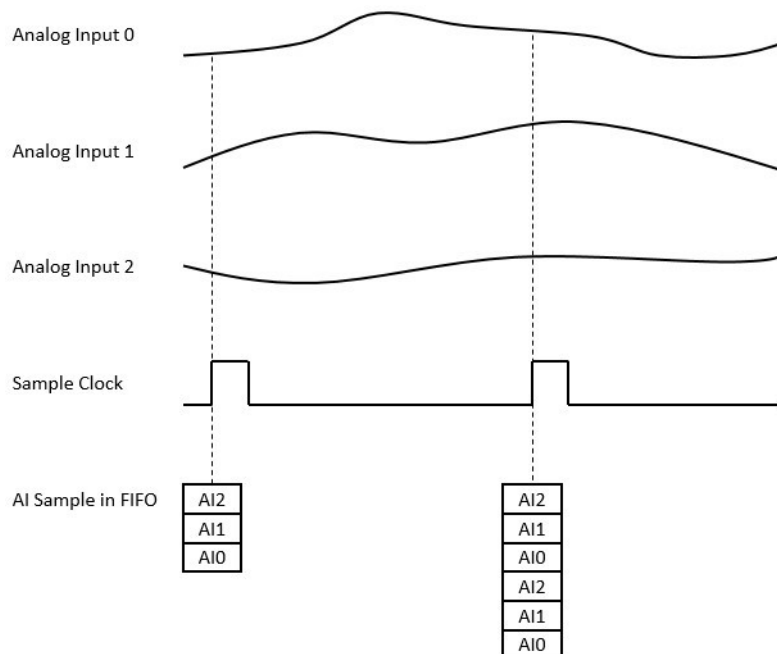 Analog Input 0
Analog Input 1
Analog Input 2
Sample Clock
AI Sample in FIFO
AI2
AI1
AI0
AI2
AI1
AI0
AI2
AI1
AI0